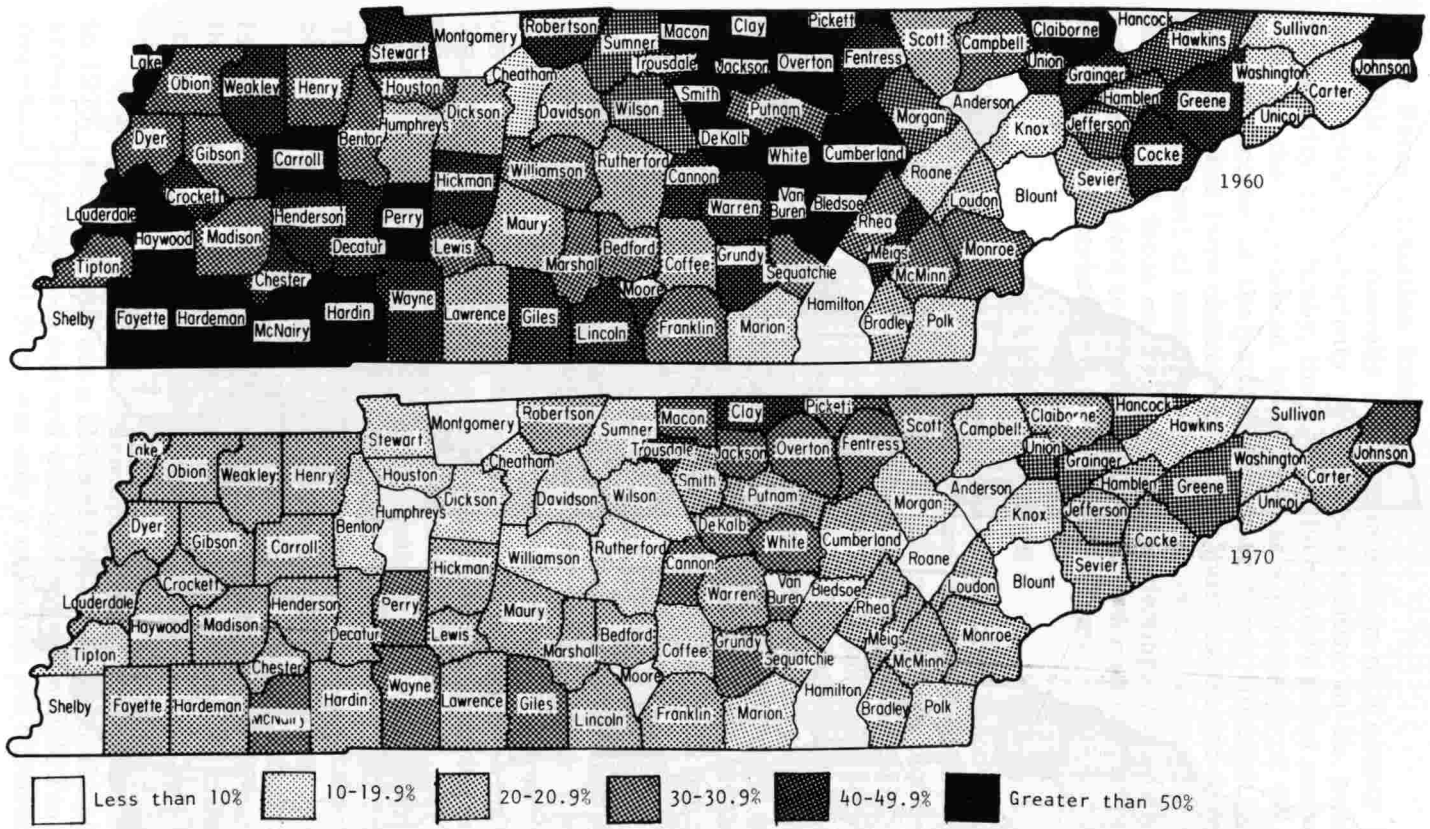 Pickett
Hancock
Montgomery
Robertson
Macon
Clay
Scott
Claiborne
Sullivan
Stewart
Sumner
Fentress
Campbell
Hawkins
Lake
Trousdale
Jackson
Overton
Union
Johnson
Obion
Weakley
Henry
Houston
Cheatham
Grainger
Washington
Carter
Dickson
Davidson
Wilson
Smith
Putnam
Morgan
Anderson
Hamblen
Greene
Dyer
Gibson
Carroll
Benton
Humphreys
DeKalb
Knox
Jefferson
Unicoi
Crockett
Hickman
Williamson
Rutherford
Cannon
White
Cumberland
Roane
Blount
Sevier
Cocke
1960
Lauderdale
Haywood
Madison
Henderson
Decatur
Perry
Lewis
Maury
Marshall
Bedford
Coffee
Warren
Van
Buren
Bledsoe
Rhea
Loudon
Monroe
Tipton
Chester
Moore
Grundy
Sequatchie
Meigs
McMinn
Shelby
Fayette
Hardeman
McNairy
Hardin
Wayne
Lawrence
Giles
Lincoln
Franklin
Marion
Hamilton
Bradley
Polk
Montgomery
Robertson
Macon
Clay
Pickett
Scott
Campbell
Claiborne
Hancock
Sullivan
Stewart
Sumner
Trousdale
Jackson
Overton
Fentress
Union
Hawkins
Johnson
Lake
Obion
Weakley
Henry
Houston
Cheatham
Grainger
Washington
Carter
Dickson
Davidson
Wilson
Smith
Putnam
Morgan
Anderson
Hamblen
Greene
Unicoi
Dyer
Gibson
Carroll
Benton
Humphreys
DeKalb
White
Cumberland
Knox
Jefferson
Cocke
1970
Crockett
Hickman
Williamson
Rutherford
Cannon
Van
Buren
Bledsoe
Roane
Blount
Sevier
Lauderdale
Haywood
Madison
Henderson
Decatur
Perry
Lewis
Maury
Marshall
Bedford
Coffee
Warren
Rhea
Loudon
Monroe
Tipton
Chester
Moore
Grundy
Sequatchie
Meigs
McMinn
Shelby
Fayette
Hardeman
McNairy
Hardin
Wayne
Lawrence
Giles
Lincoln
Franklin
Marion
Hamilton
Bradley
Polk
Less than 10%
10-19.9%
20-20.9%
30-30.9%
40-49.9%
Greater than 50%